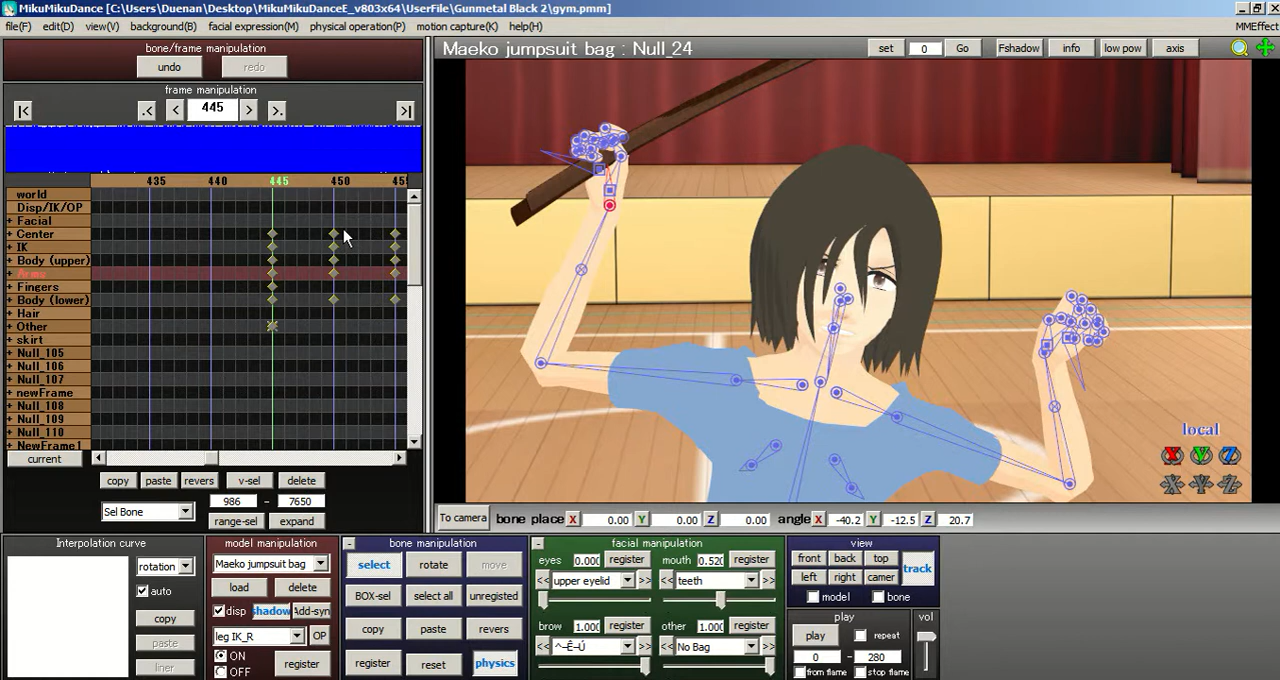 MikuMikuDance [C:\Users\Duenan\Desktop\MikuMikuDanceE_v803x64\UserFile\Gunmetal Black 2\gym.pmm]
file(F) edit(D) view(V) background(B) facial expression(M) physical operation(P) motion capture(K) help(H) MMEffect
bone/frame manipulation
undo redo
frame manipulation
|< .< < 445 > >. >|
435 440 445 450 455
world
Disp/IK/OP
+ Facial
+ Center
+ IK
+ Body (upper)
+ Arms
+ Fingers
+ Body (lower)
+ Hair
+ Other
+ skirt
+ Null_105
+ Null_106
+ Null_107
+ newFrame
+ Null_108
+ Null_109
+ Null_110
+ NewFrame1
current
copy paste revers v-sel delete
Sel Bone 986 - 7650
range-sel expand
Maeko jumpsuit bag : Null_24
set 0 Go Fshadow info low pow axis
local
X Y Z
X Y Z
To camera bone place X 0.00 Y 0.00 Z 0.00 angle X -40.2 Y -12.5 Z 20.7
Interpolation curve
rotation
auto
copy
paste
liner
model manipulation
Maeko jumpsuit bag
load delete
disp shadow Add-syn
leg IK_R OP
ON
OFF
register
- bone manipulation
select rotate move
BOX-sel select all unregisted
copy paste revers
register reset physics
- facial manipulation
eyes 0.000 register mouth 0.520 register
<< upper eyelid >> << teeth >>
brow 1.000 register other 1.000 register
<< ^-Ê-Ú >> << No Bag >>
view
front back top
left right camer track
model bone
play
play repeat
0 - 280
from flame stop flame
vol